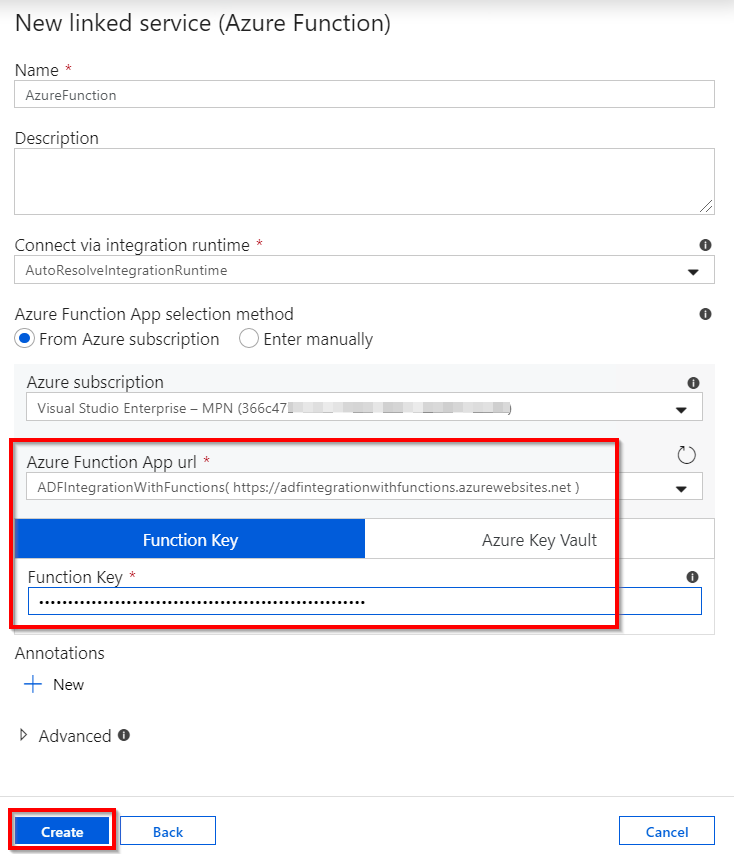 New linked service (Azure Function)
Name *
AzureFunction
Description
Connect via integration runtime *
AutoResolveIntegrationRuntime
Azure Function App selection method
From Azure subscription Enter manually
Azure subscription
Visual Studio Enterprise – MPN (366c47 )
Azure Function App url *
ADFIntegrationWithFunctions( https://adfintegrationwithfunctions.azurewebsites.net )
Function Key Azure Key Vault
Function Key *
Annotations
New
Advanced
Create Back Cancel